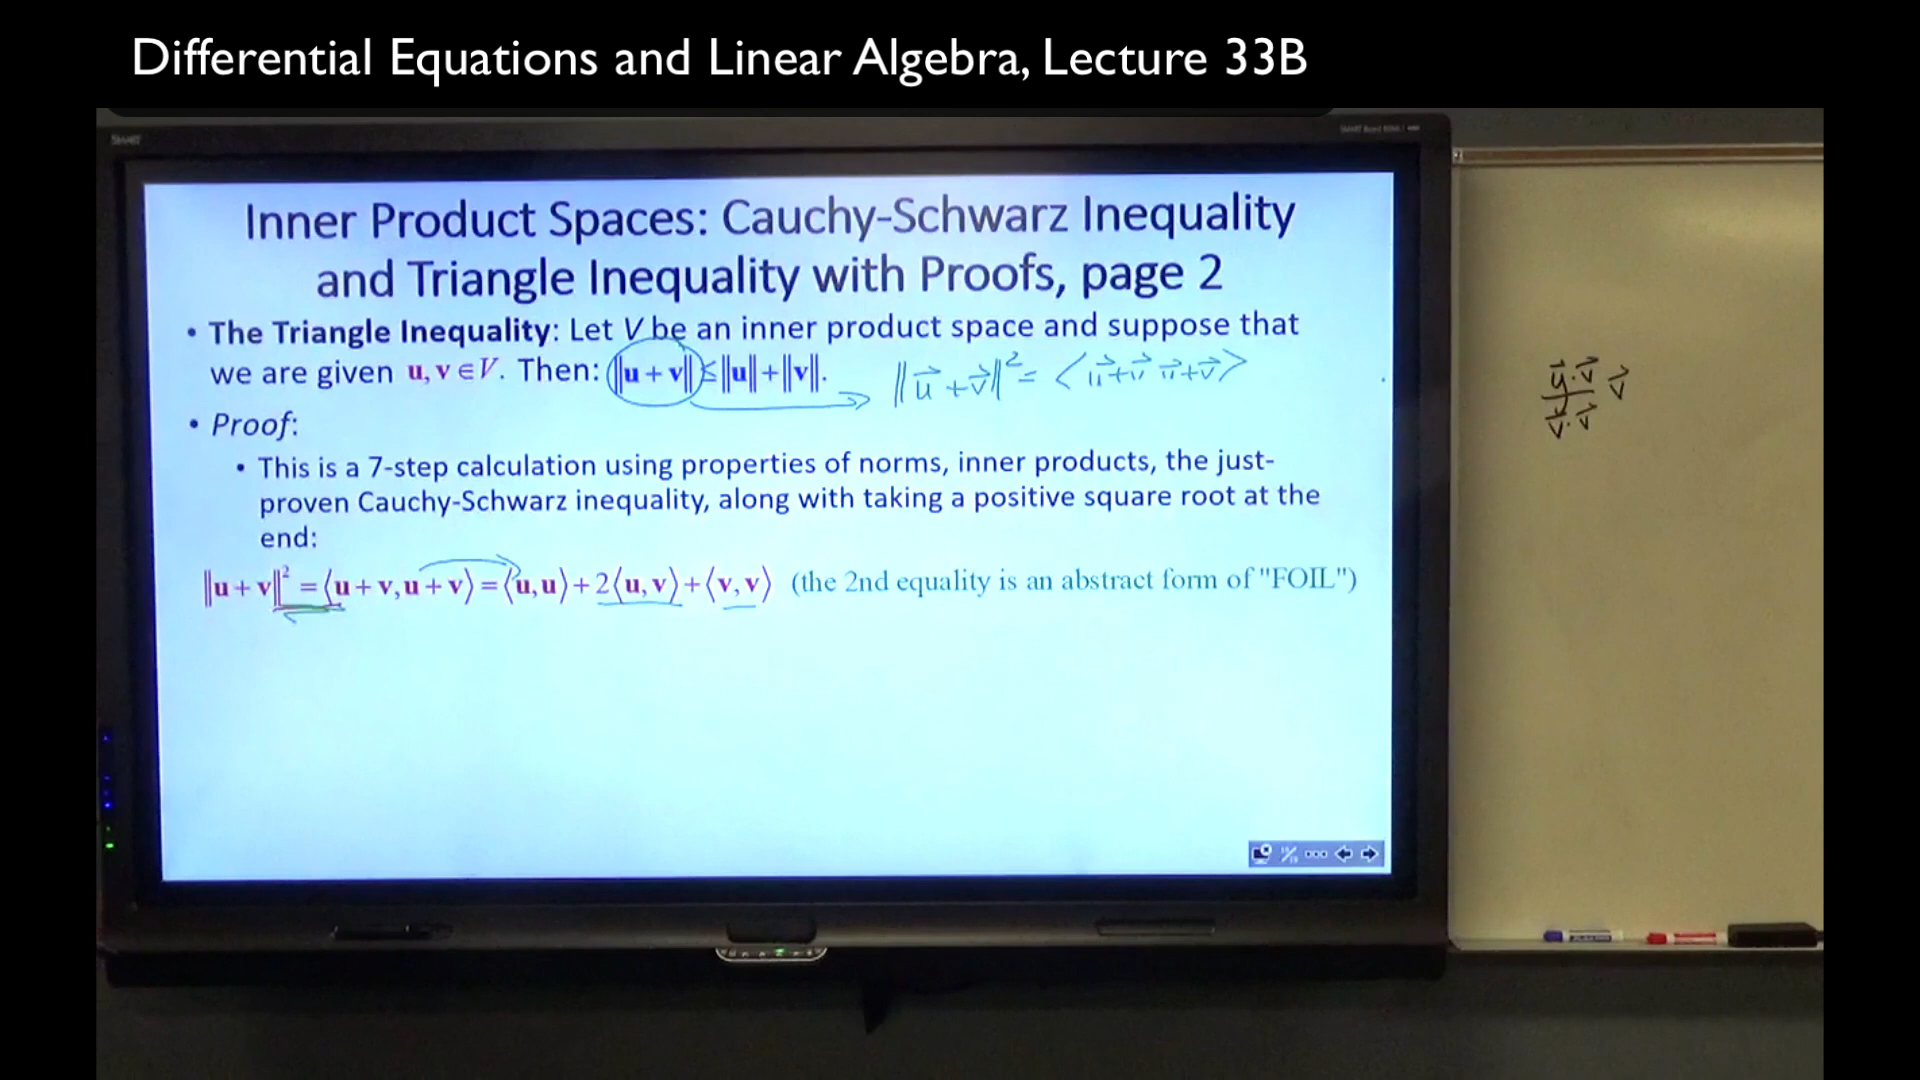 Differential Equations and Linear Algebra, Lecture 33B
SMART
Inner Product Spaces: Cauchy-Schwarz Inequality
and Triangle Inequality with Proofs, page 2
• The Triangle Inequality: Let V be an inner product space and suppose that
we are given u, v ∈ V. Then: ‖u + v‖ ≤ ‖u‖ + ‖v‖.
‖u⃗ + v⃗‖² = ⟨u⃗+v⃗ u⃗+v⃗⟩
u⃗·v⃗ / v⃗·v⃗ v⃗
• Proof:
• This is a 7-step calculation using properties of norms, inner products, the just-
proven Cauchy-Schwarz inequality, along with taking a positive square root at the
end:
‖u + v‖² = ⟨u + v, u + v⟩ = ⟨u, u⟩ + 2⟨u, v⟩ + ⟨v, v⟩ (the 2nd equality is an abstract form of "FOIL")